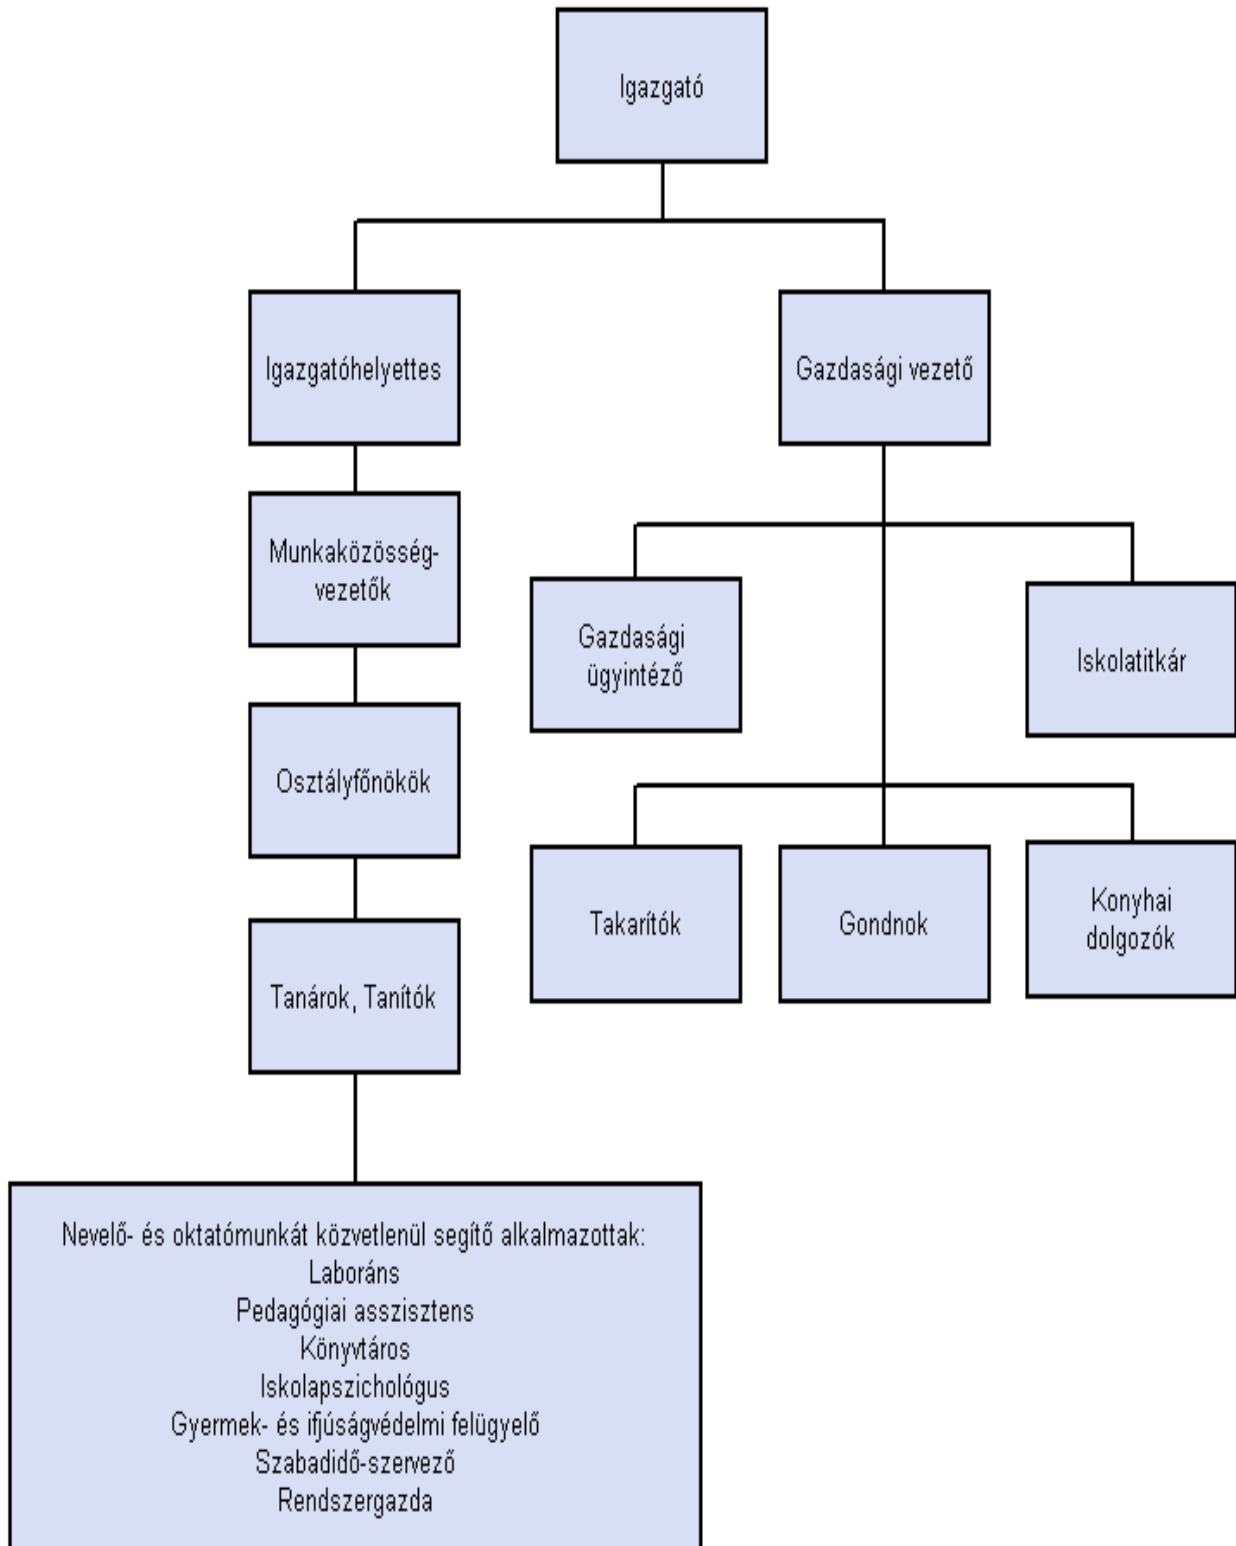 Igazgató
Igazgatóhelyettes
Gazdasági vezető
Munkaközösség-
vezetők
Gazdasági
ügyintéző
Iskolatitkár
Osztályfőnökök
Takarítók
Gondnok
Konyhai
dolgozók
Tanárok, Tanítók
Nevelő- és oktatómunkát közvetlenül segítő alkalmazottak:
Laboráns
Pedagógiai asszisztens
Könyvtáros
Iskolapszichológus
Gyermek- és ifjúságvédelmi felügyelő
Szabadidő-szervező
Rendszergazda